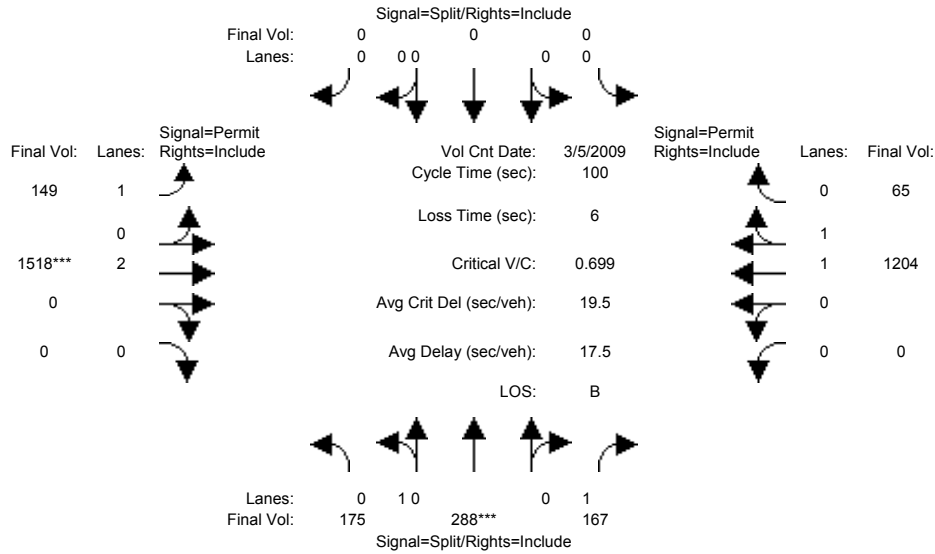 Signal=Split/Rights=Include
Final Vol: 0 0 0
Lanes: 0 0 0 0 0
Signal=Permit
Final Vol: Lanes: Rights=Include
Vol Cnt Date: 3/5/2009
Signal=Permit
Rights=Include Lanes: Final Vol:
Cycle Time (sec): 100
149 1
0 65
Loss Time (sec): 6
0
1
1518*** 2
Critical V/C: 0.699
1 1204
0
Avg Crit Del (sec/veh): 19.5
0
0 0
Avg Delay (sec/veh): 17.5
0 0
LOS: B
Lanes: 0 1 0 0 1
Final Vol: 175 288*** 167
Signal=Split/Rights=Include